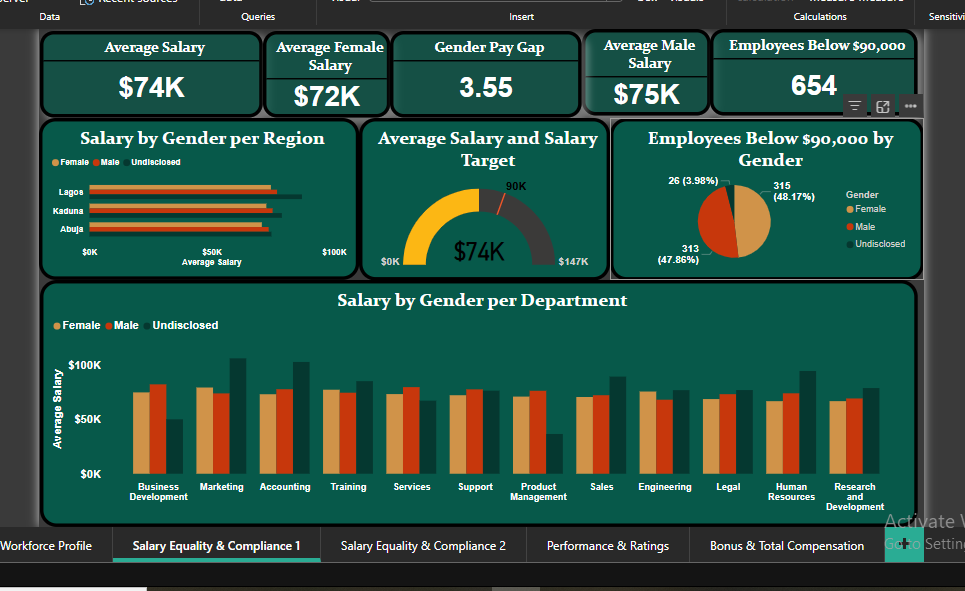 Data
Queries
Insert
Calculations
Average Salary
$74K
Average Female
Salary
$72K
Gender Pay Gap
3.55
Average Male
Salary
$75K
Employees Below $90,000
654
Salary by Gender per Region
Female Male Undisclosed
Lagos
Kaduna
Abuja
$0K $50K $100K
Average Salary
Average Salary and Salary
Target
90K
$74K
$0K $147K
Employees Below $90,000 by
Gender
26 (3.98%)
315
(48.17%)
313
(47.86%)
Gender
Female
Male
Undisclosed
Salary by Gender per Department
Female Male Undisclosed
Average Salary
$100K
$50K
$0K
Business
Development
Marketing
Accounting
Training
Services
Support
Product
Management
Sales
Engineering
Legal
Human
Resources
Research
and
Development
Activate
Go to
Workforce Profile
Salary Equality & Compliance 1
Salary Equality & Compliance 2
Performance & Ratings
Bonus & Total Compensation
+